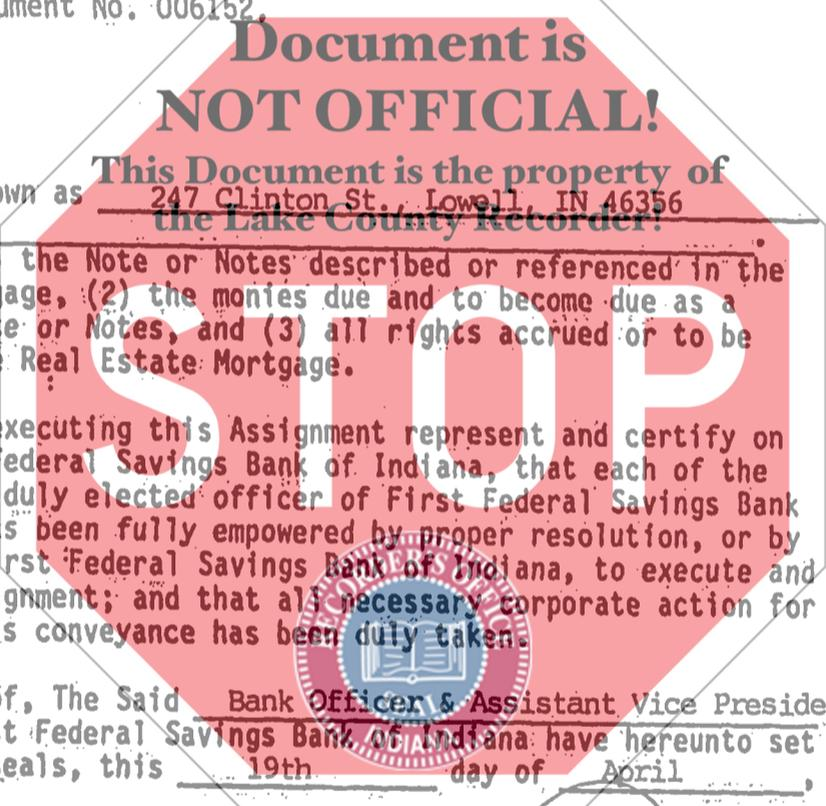 ument No. 006152.
Document is
NOT OFFICIAL!
This Document is the property of
the Lake County Recorder!
own as 247 Clinton St., Lowell, IN 46356
the Note or Notes described or referenced in the
age, (2) the monies due and to become due as a
e or Notes, and (3) all rights accrued or to be
Real Estate Mortgage.
STOP
executing this Assignment represent and certify on
ederal Savings Bank of Indiana, that each of the
duly elected officer of First Federal Savings Bank
s been fully empowered by proper resolution, or by
rst Federal Savings Bank of Indiana, to execute and
gnment; and that all necessary corporate action for
s conveyance has been duly taken.
of, The Said Bank Officer & Assistant Vice Preside
t Federal Savings Bank of Indiana have hereunto set
eals, this 19th day of April,